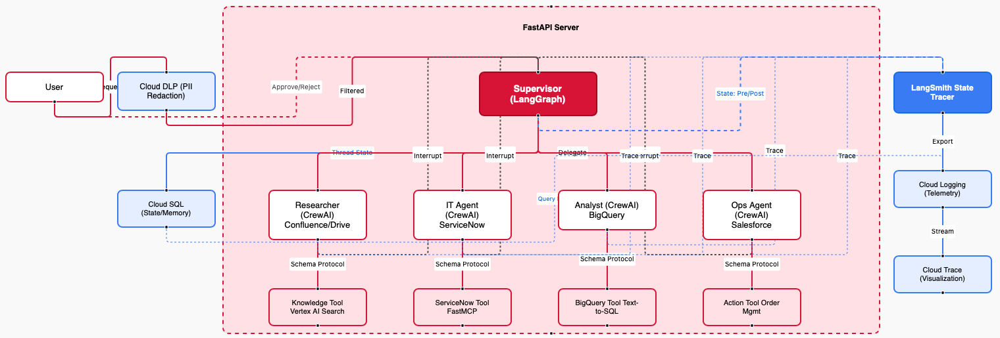 FastAPI Server
User
Cloud DLP (PII
Redaction)
Approve/Reject
Filtered
Supervisor
(LangGraph)
State: Pre/Post
LangSmith State
Tracer
Export
Thread State
Interrupt
Interrupt
Delegate
Trace
Trace
Trace
Trace
Cloud SQL
(State/Memory)
Researcher
(CrewAI)
Confluence/Drive
IT Agent
(CrewAI)
ServiceNow
Query
Analyst (CrewAI)
BigQuery
Ops Agent
(CrewAI)
Salesforce
Cloud Logging
(Telemetry)
Stream
Schema Protocol
Schema Protocol
Schema Protocol
Schema Protocol
Cloud Trace
(Visualization)
Knowledge Tool
Vertex AI Search
ServiceNow Tool
FastMCP
BigQuery Tool Text-
to-SQL
Action Tool Order
Mgmt